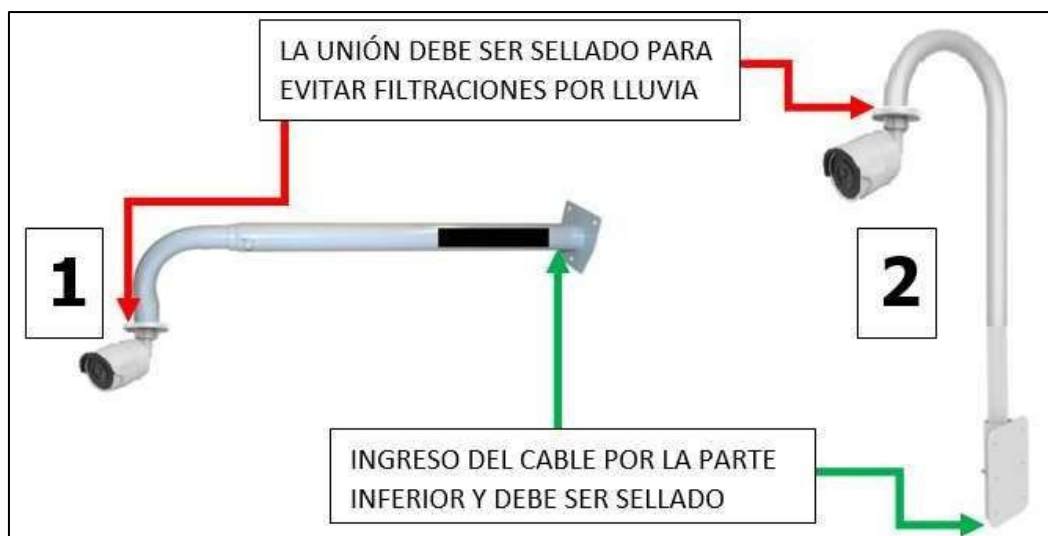 LA UNIÓN DEBE SER SELLADO PARA
EVITAR FILTRACIONES POR LLUVIA
1
2
INGRESO DEL CABLE POR LA PARTE
INFERIOR Y DEBE SER SELLADO